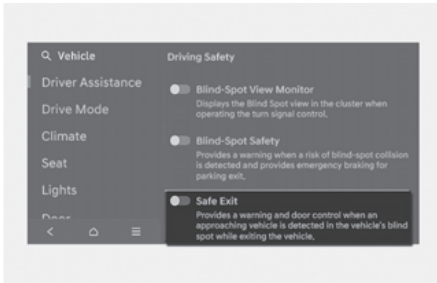 Vehicle
Driver Assistance
Drive Mode
Climate
Seat
Lights
Door
Driving Safety
Blind-Spot View Monitor
Displays the Blind Spot view in the cluster when
operating the turn signal control.
Blind-Spot Safety
Provides a warning when a risk of blind-spot collision
is detected and provides emergency braking for
parking exit.
Safe Exit
Provides a warning and door control when an
approaching vehicle is detected in the vehicle's blind
spot while exiting the vehicle.